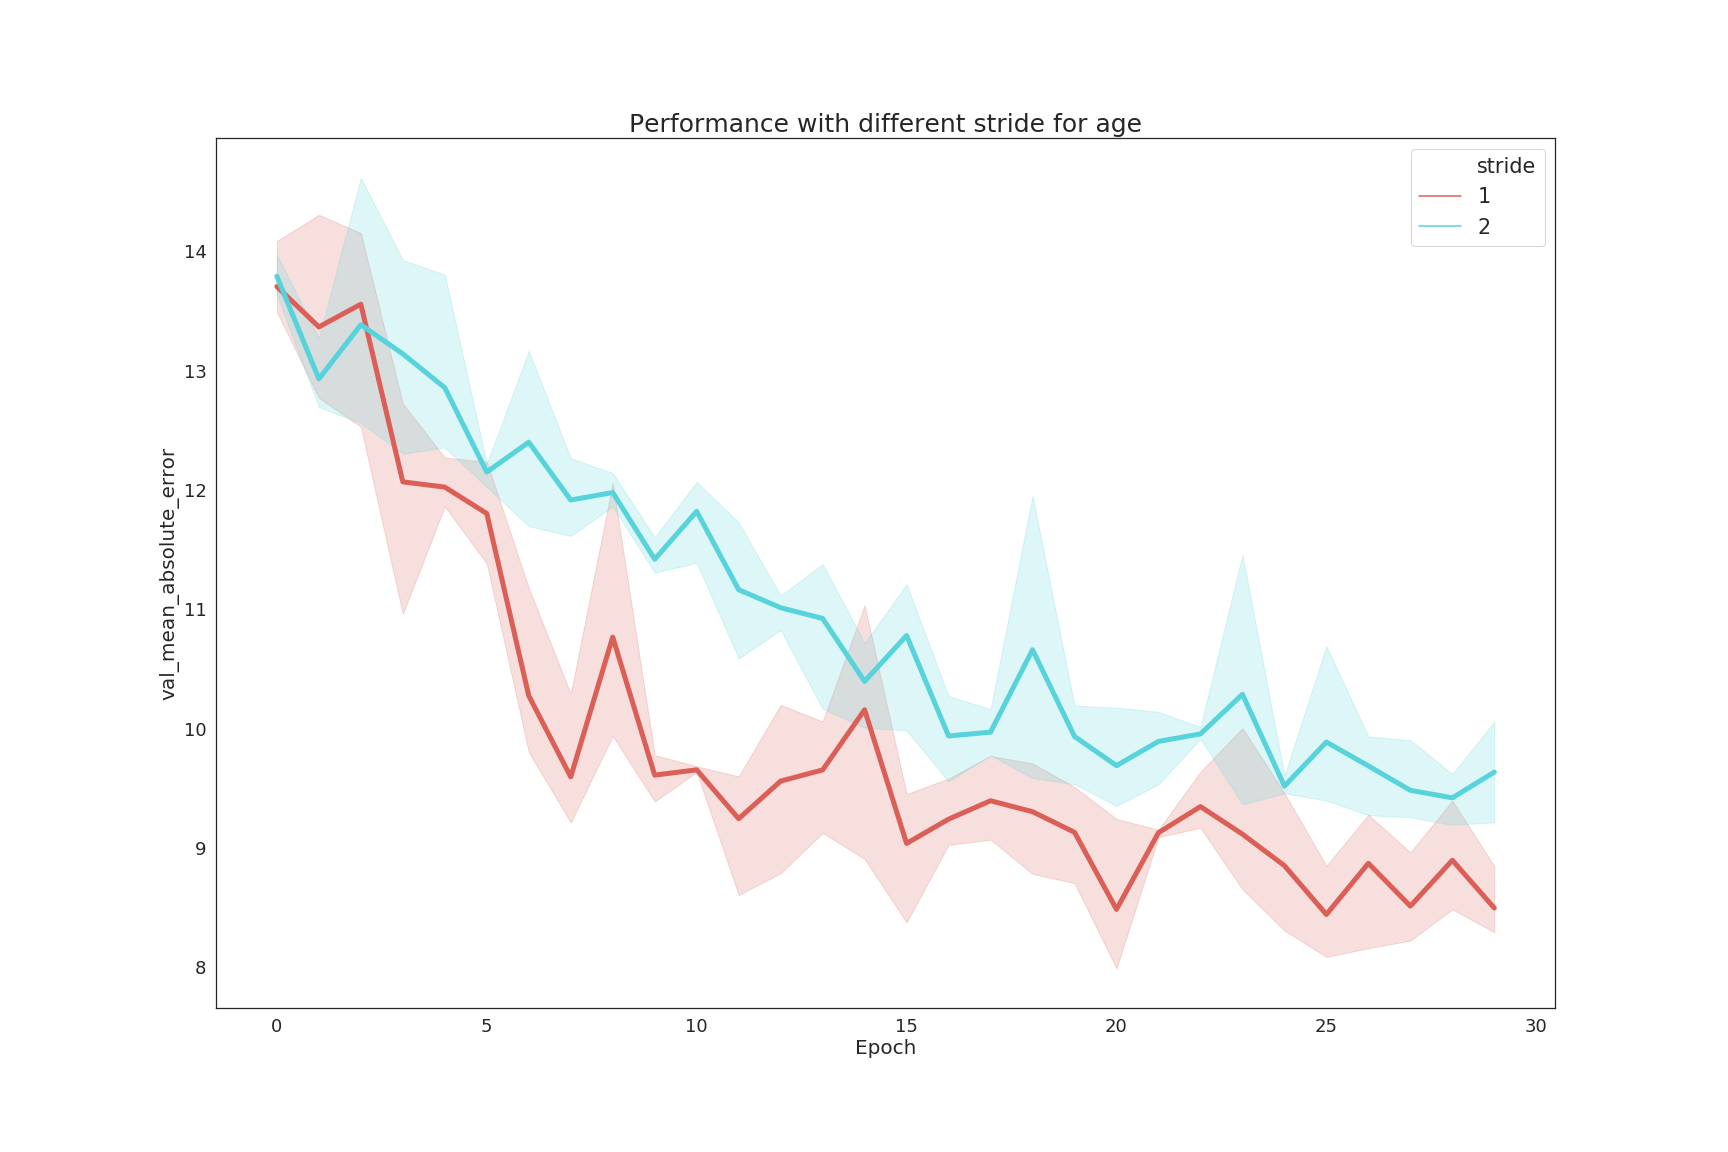 Performance with different stride for age
stride
1
2
14
13
12
11
10
9
8
val_mean_absolute_error
0 5 10 15 20 25 30
Epoch